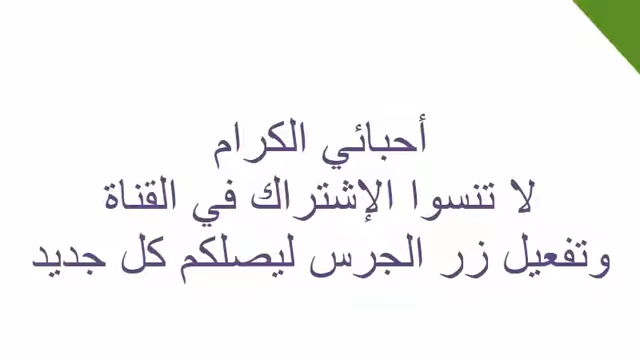 أحبائي الكرام
لا تنسوا الإشتراك في القناة
وتفعيل زر الجرس ليصلكم كل جديد